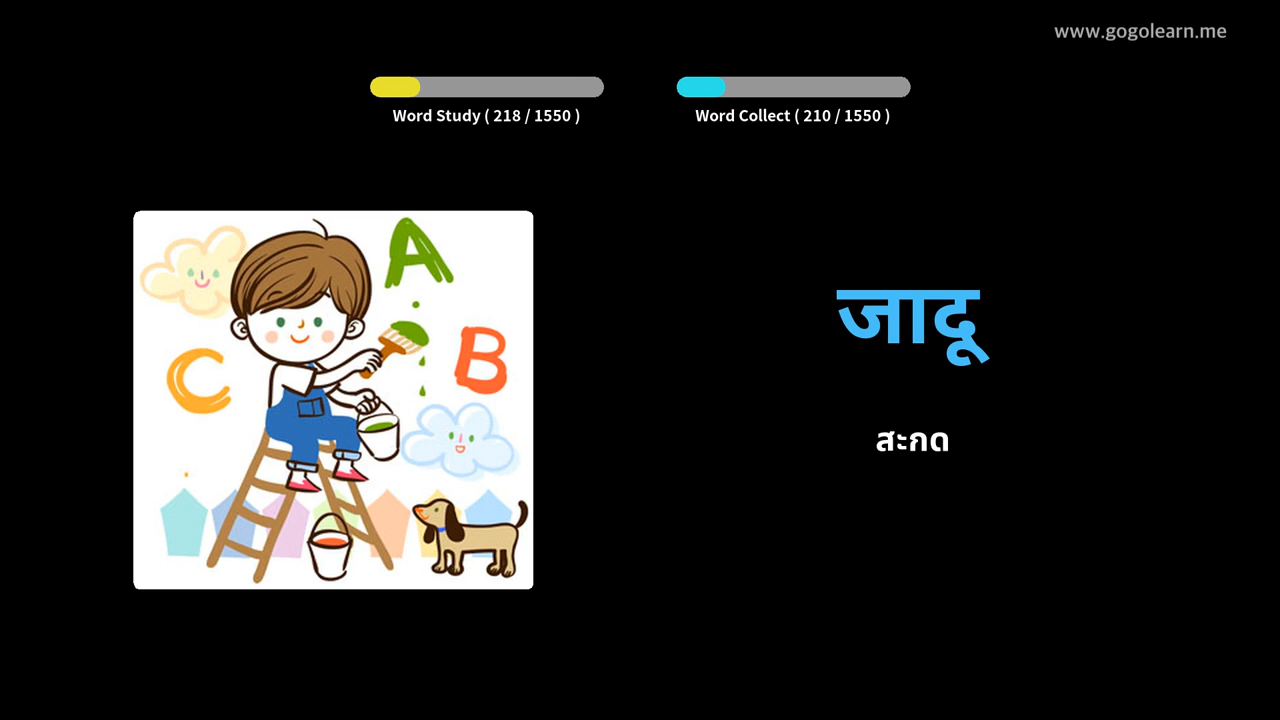 www.gogolearn.me
Word Study ( 218 / 1550 )
Word Collect ( 210 / 1550 )
A
B
C
जादू
สะกด